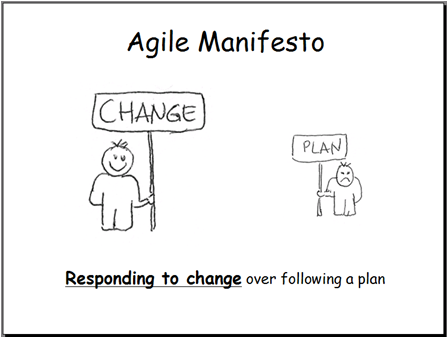 Agile Manifesto
CHANGE
PLAN
Responding to change over following a plan